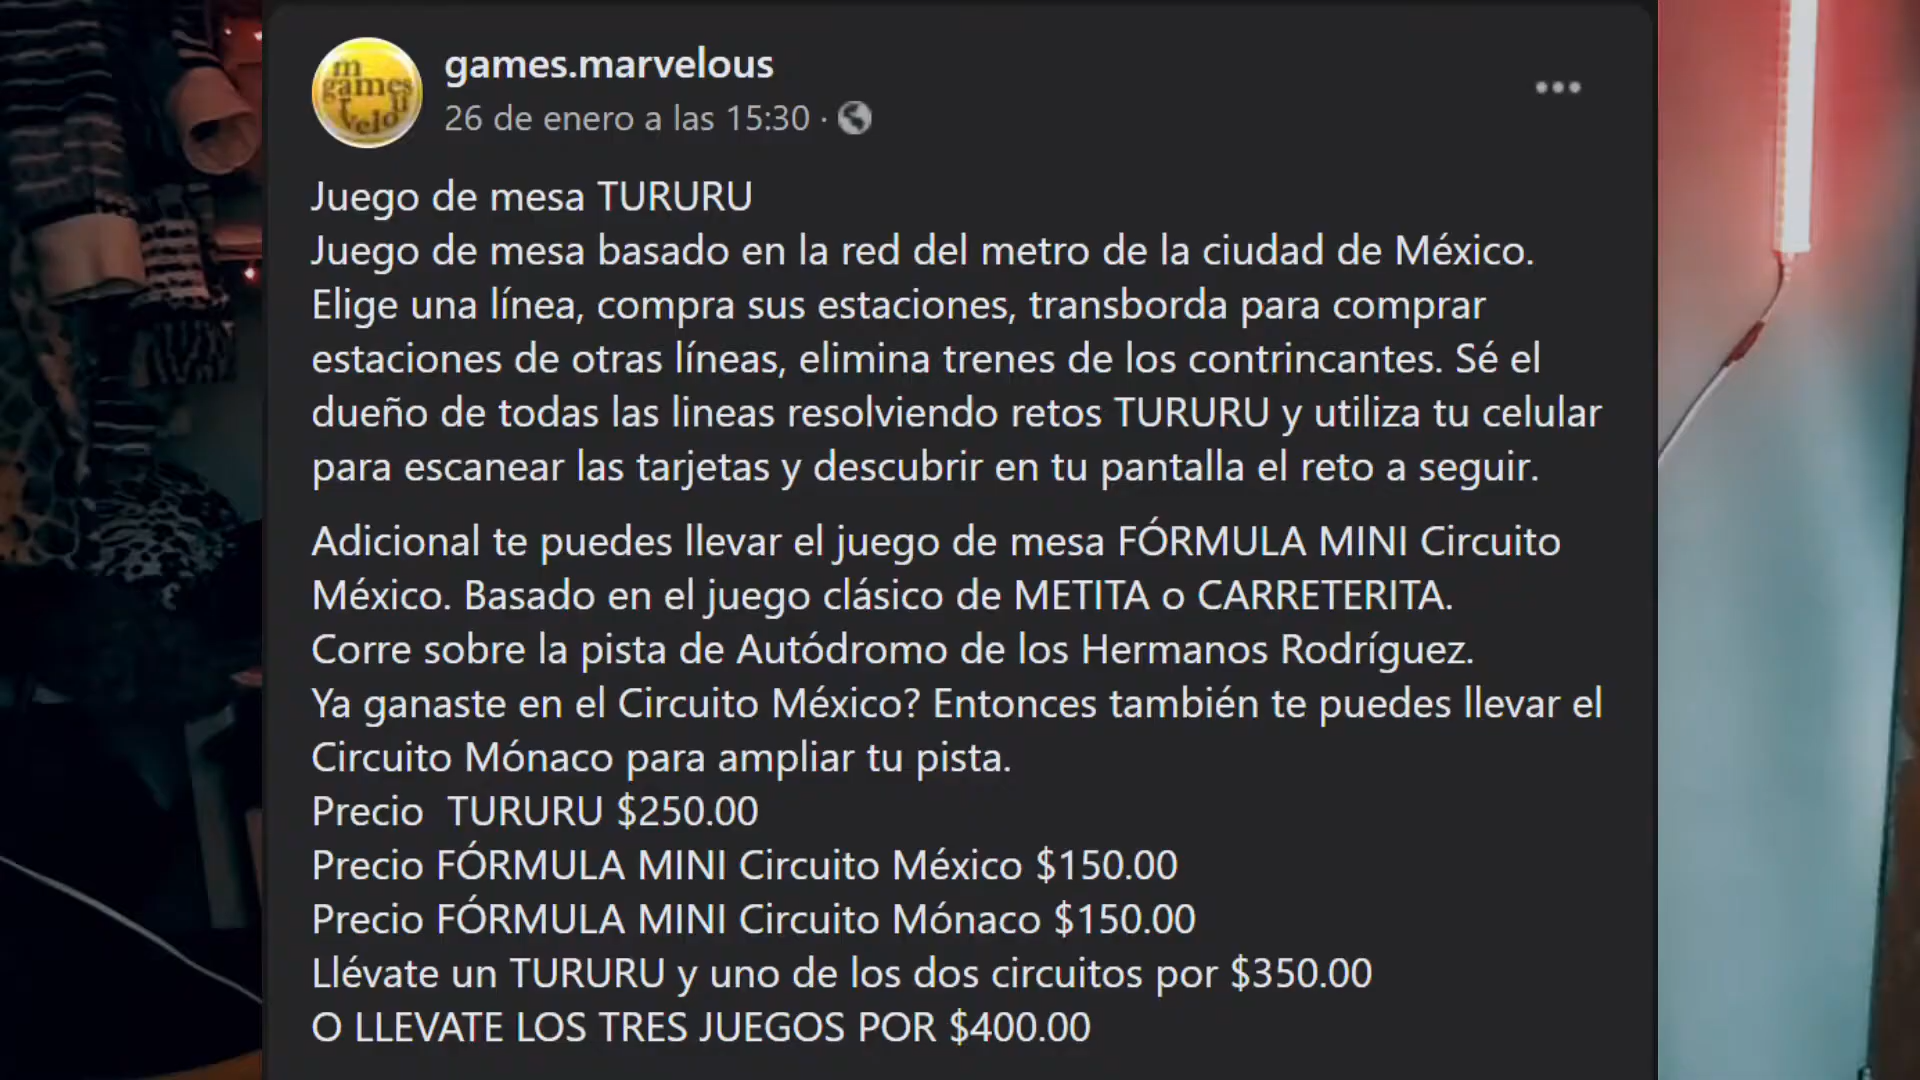 m
games
velo
games.marvelous
26 de enero a las 15:30 ·
Juego de mesa TURURU
Juego de mesa basado en la red del metro de la ciudad de México.
Elige una línea, compra sus estaciones, transborda para comprar
estaciones de otras líneas, elimina trenes de los contrincantes. Sé el
dueño de todas las lineas resolviendo retos TURURU y utiliza tu celular
para escanear las tarjetas y descubrir en tu pantalla el reto a seguir.
Adicional te puedes llevar el juego de mesa FÓRMULA MINI Circuito
México. Basado en el juego clásico de METITA o CARRETERITA.
Corre sobre la pista de Autódromo de los Hermanos Rodríguez.
Ya ganaste en el Circuito México? Entonces también te puedes llevar el
Circuito Mónaco para ampliar tu pista.
Precio  TURURU $250.00
Precio FÓRMULA MINI Circuito México $150.00
Precio FÓRMULA MINI Circuito Mónaco $150.00
Llévate un TURURU y uno de los dos circuitos por $350.00
O LLEVATE LOS TRES JUEGOS POR $400.00